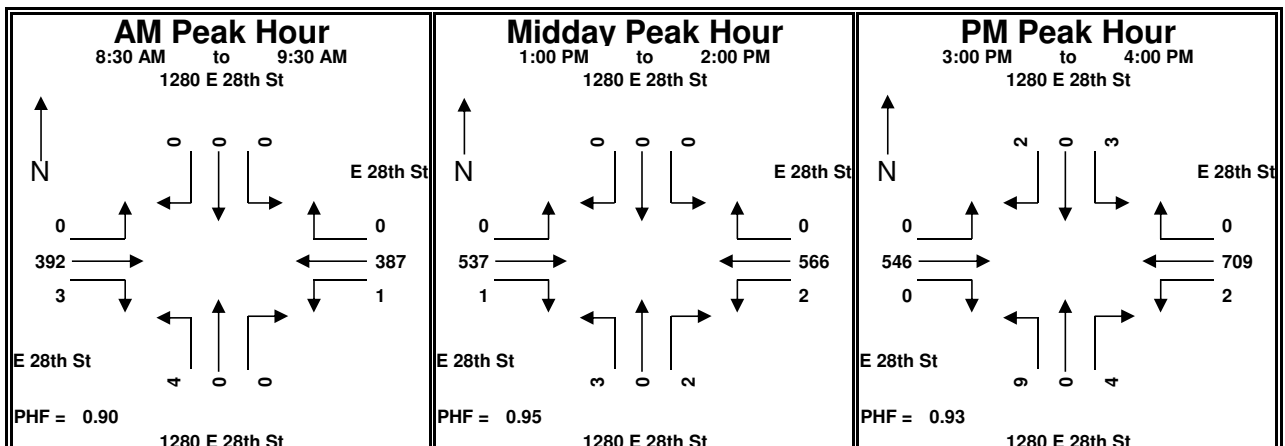 AM Peak Hour
8:30 AM to 9:30 AM
1280 E 28th St
0 0 0
N
E 28th St
0 0
392 387
3 1
E 28th St
4 0 0
PHF = 0.90
1280 E 28th St
Midday Peak Hour
1:00 PM to 2:00 PM
1280 E 28th St
0 0 0
N
E 28th St
0 0
537 566
1 2
E 28th St
3 0 2
PHF = 0.95
1280 E 28th St
PM Peak Hour
3:00 PM to 4:00 PM
1280 E 28th St
2 0 3
N
E 28th St
0 0
546 709
0 2
E 28th St
9 0 4
PHF = 0.93
1280 E 28th St